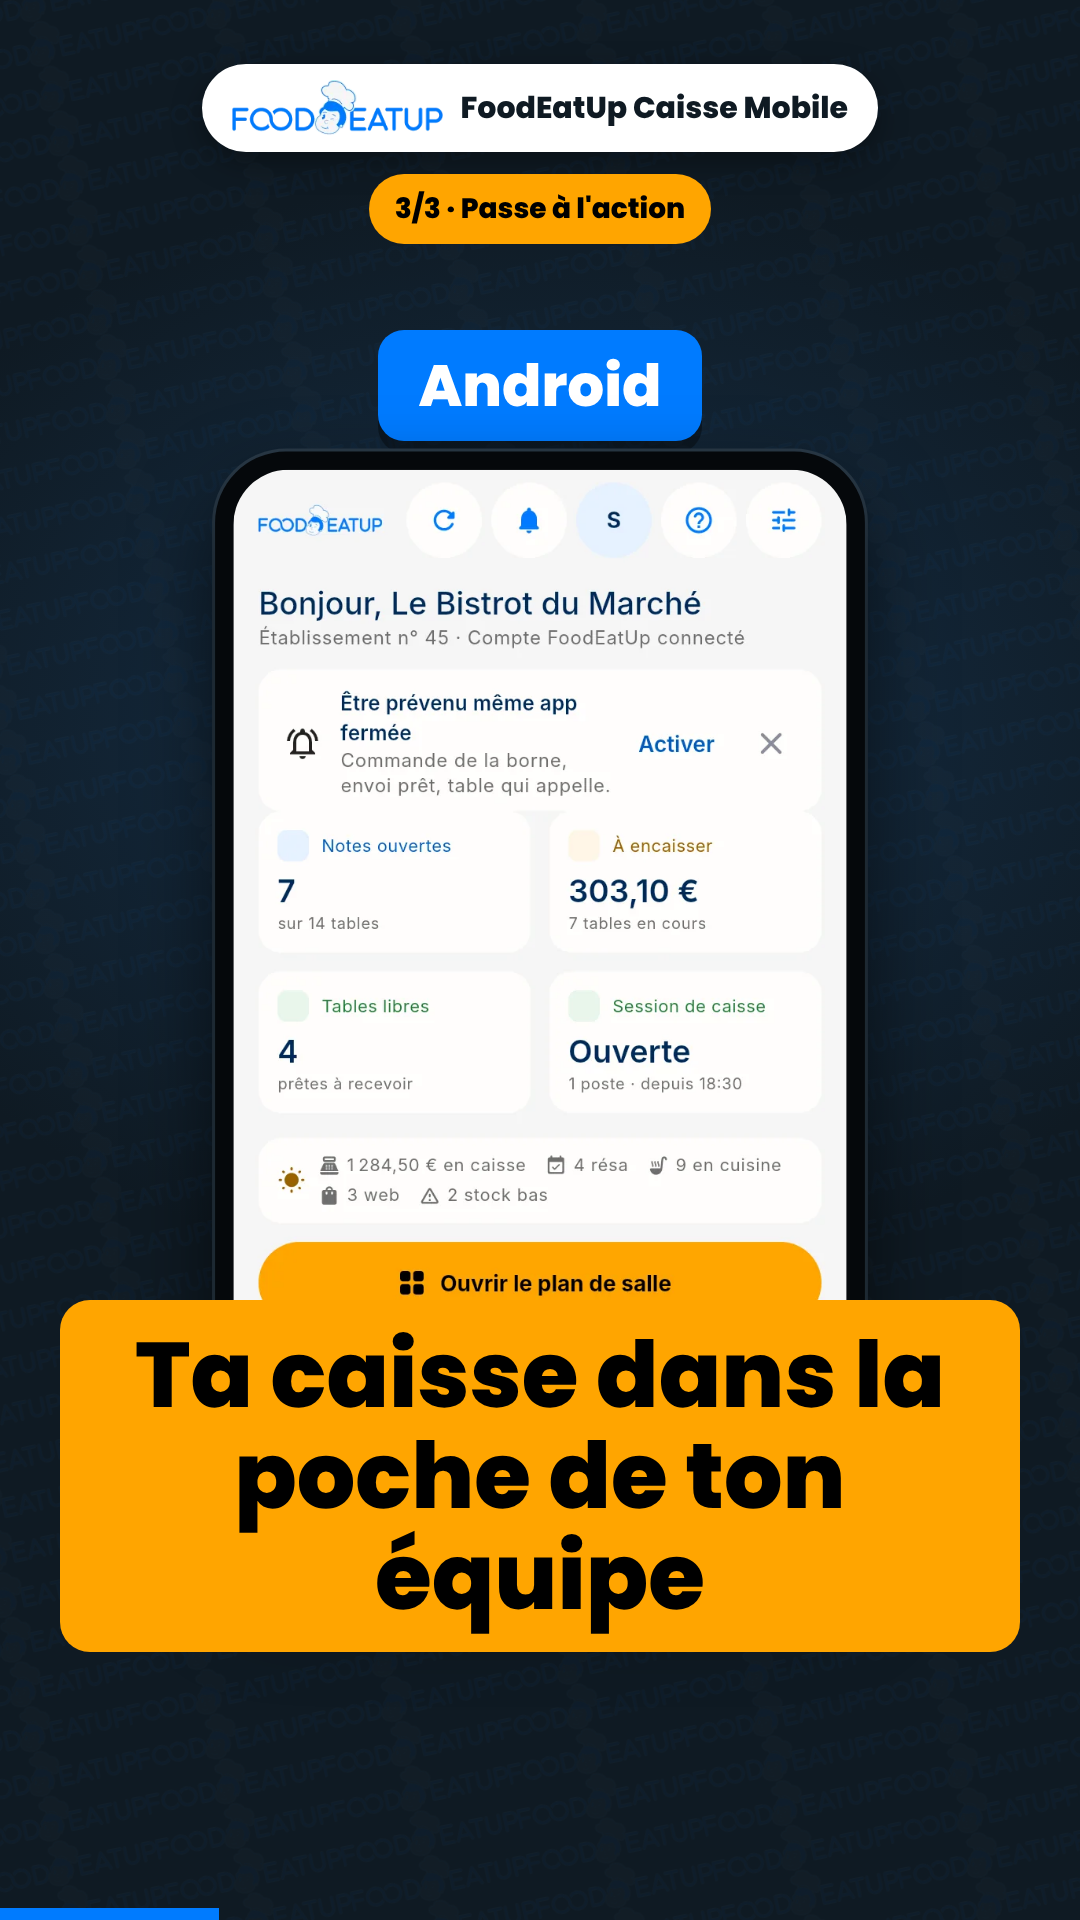 FOOD EATUP FoodEatUp Caisse Mobile
3/3 · Passe à l'action
Android
FOOD EATUP
S
Bonjour, Le Bistrot du Marché
Établissement n° 45 · Compte FoodEatUp connecté
Être prévenu même app
fermée
Commande de la borne,
envoi prêt, table qui appelle.
Activer
Notes ouvertes
7
sur 14 tables
À encaisser
303,10 €
7 tables en cours
Tables libres
4
prêtes à recevoir
Session de caisse
Ouverte
1 poste · depuis 18:30
1 284,50 € en caisse 4 résa 9 en cuisine
3 web 2 stock bas
Ouvrir le plan de salle
Ta caisse dans la
poche de ton
équipe